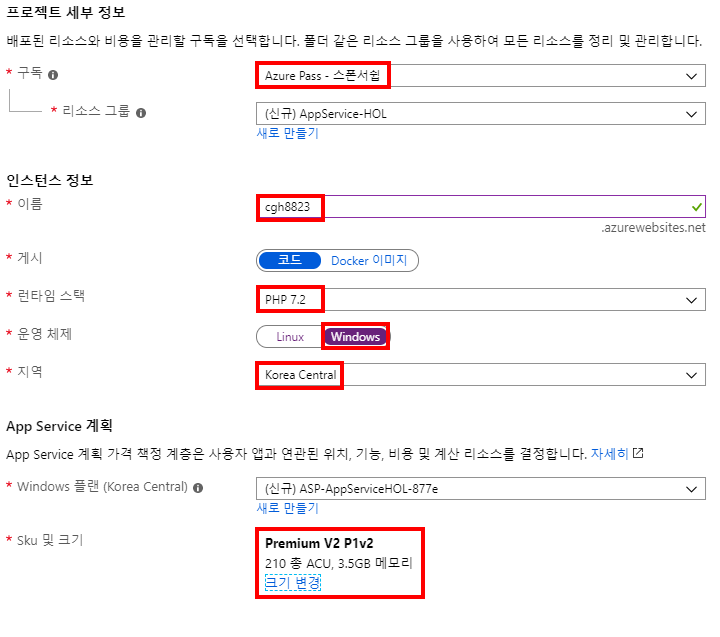 프로젝트 세부 정보
배포된 리소스와 비용을 관리할 구독을 선택합니다. 폴더 같은 리소스 그룹을 사용하여 모든 리소스를 정리 및 관리합니다.
* 구독
Azure Pass - 스폰서쉽
* 리소스 그룹
(신규) AppService-HOL
새로 만들기
인스턴스 정보
* 이름
cgh8823
.azurewebsites.net
* 게시
코드 Docker 이미지
* 런타임 스택
PHP 7.2
* 운영 체제
Linux Windows
* 지역
Korea Central
App Service 계획
App Service 계획 가격 책정 계층은 사용자 앱과 연관된 위치, 기능, 비용 및 계산 리소스를 결정합니다. 자세히
* Windows 플랜 (Korea Central)
(신규) ASP-AppServiceHOL-877e
새로 만들기
* Sku 및 크기
Premium V2 P1v2
210 총 ACU, 3.5GB 메모리
크기 변경